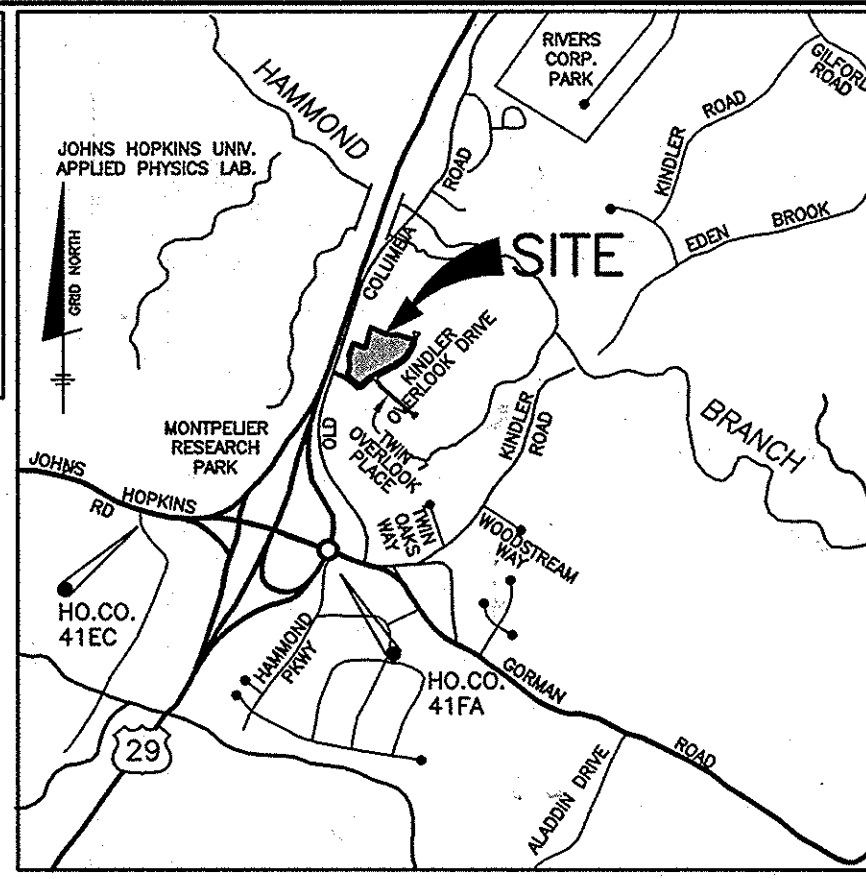 RIVERS
CORP.
PARK
GILFORD
ROAD
HAMMOND
JOHNS HOPKINS UNIV.
APPLIED PHYSICS LAB.
GRID NORTH
KINDLER ROAD
EDEN BROOK
OLD COLUMBIA ROAD
SITE
KINDLER
OVERLOOK DRIVE
TWIN
OVERLOOK
PLACE
MONTPELIER
RESEARCH
PARK
BRANCH
KINDLER
ROAD
JOHNS HOPKINS
RD
TWIN
OAKS
WAY
WOODSTREAM
WAY
HO.CO.
41EC
HAMMOND
PKWY
HO.CO.
41FA
GORMAN ROAD
29
ALADDIN DRIVE